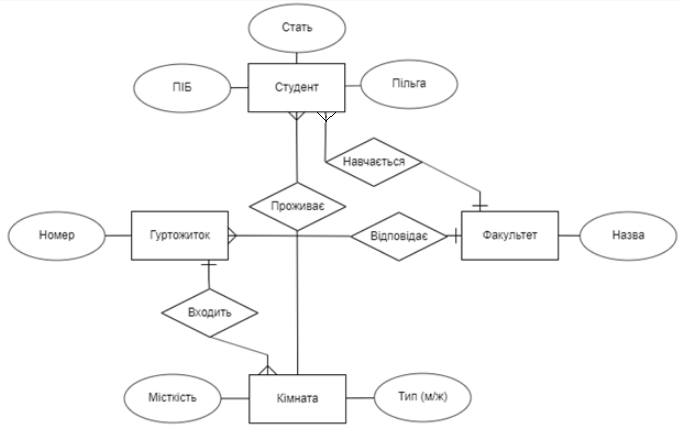 Стать
ПІБ
Студент
Пільга
Навчається
Проживає
Номер
Гуртожиток
Відповідає
Факультет
Назва
Входить
Місткість
Кімната
Тип (м/ж)